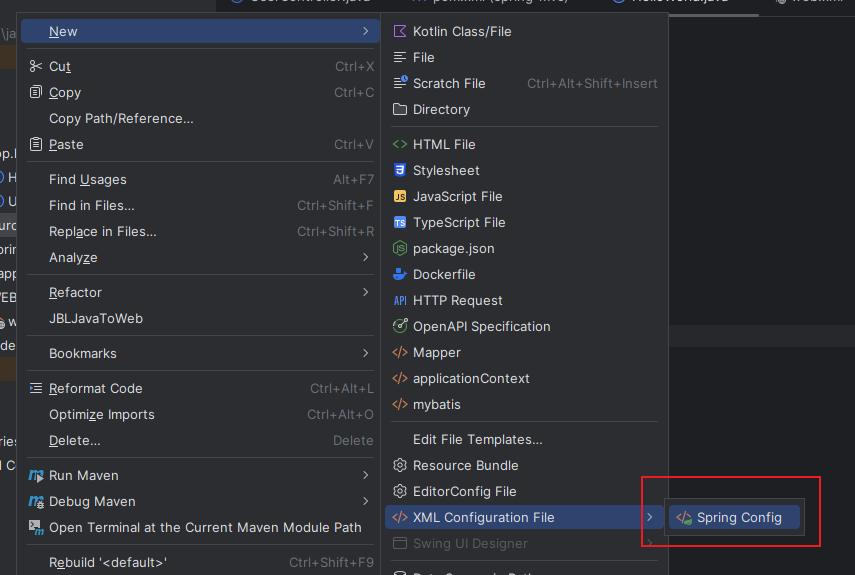 New
Cut Ctrl+X
Copy Ctrl+C
Copy Path/Reference...
Paste Ctrl+V
Find Usages Alt+F7
Find in Files... Ctrl+Shift+F
Replace in Files... Ctrl+Shift+R
Analyze
Refactor
JBLJavaToWeb
Bookmarks
Reformat Code Ctrl+Alt+L
Optimize Imports Ctrl+Alt+O
Delete... Delete
Run Maven
Debug Maven
Open Terminal at the Current Maven Module Path
Rebuild '<default>' Ctrl+Shift+F9
Kotlin Class/File
File
Scratch File Ctrl+Alt+Shift+Insert
Directory
HTML File
Stylesheet
JS JavaScript File
TS TypeScript File
package.json
Dockerfile
API HTTP Request
OpenAPI Specification
Mapper
applicationContext
mybatis
Edit File Templates...
Resource Bundle
EditorConfig File
XML Configuration File
Swing UI Designer
Spring Config